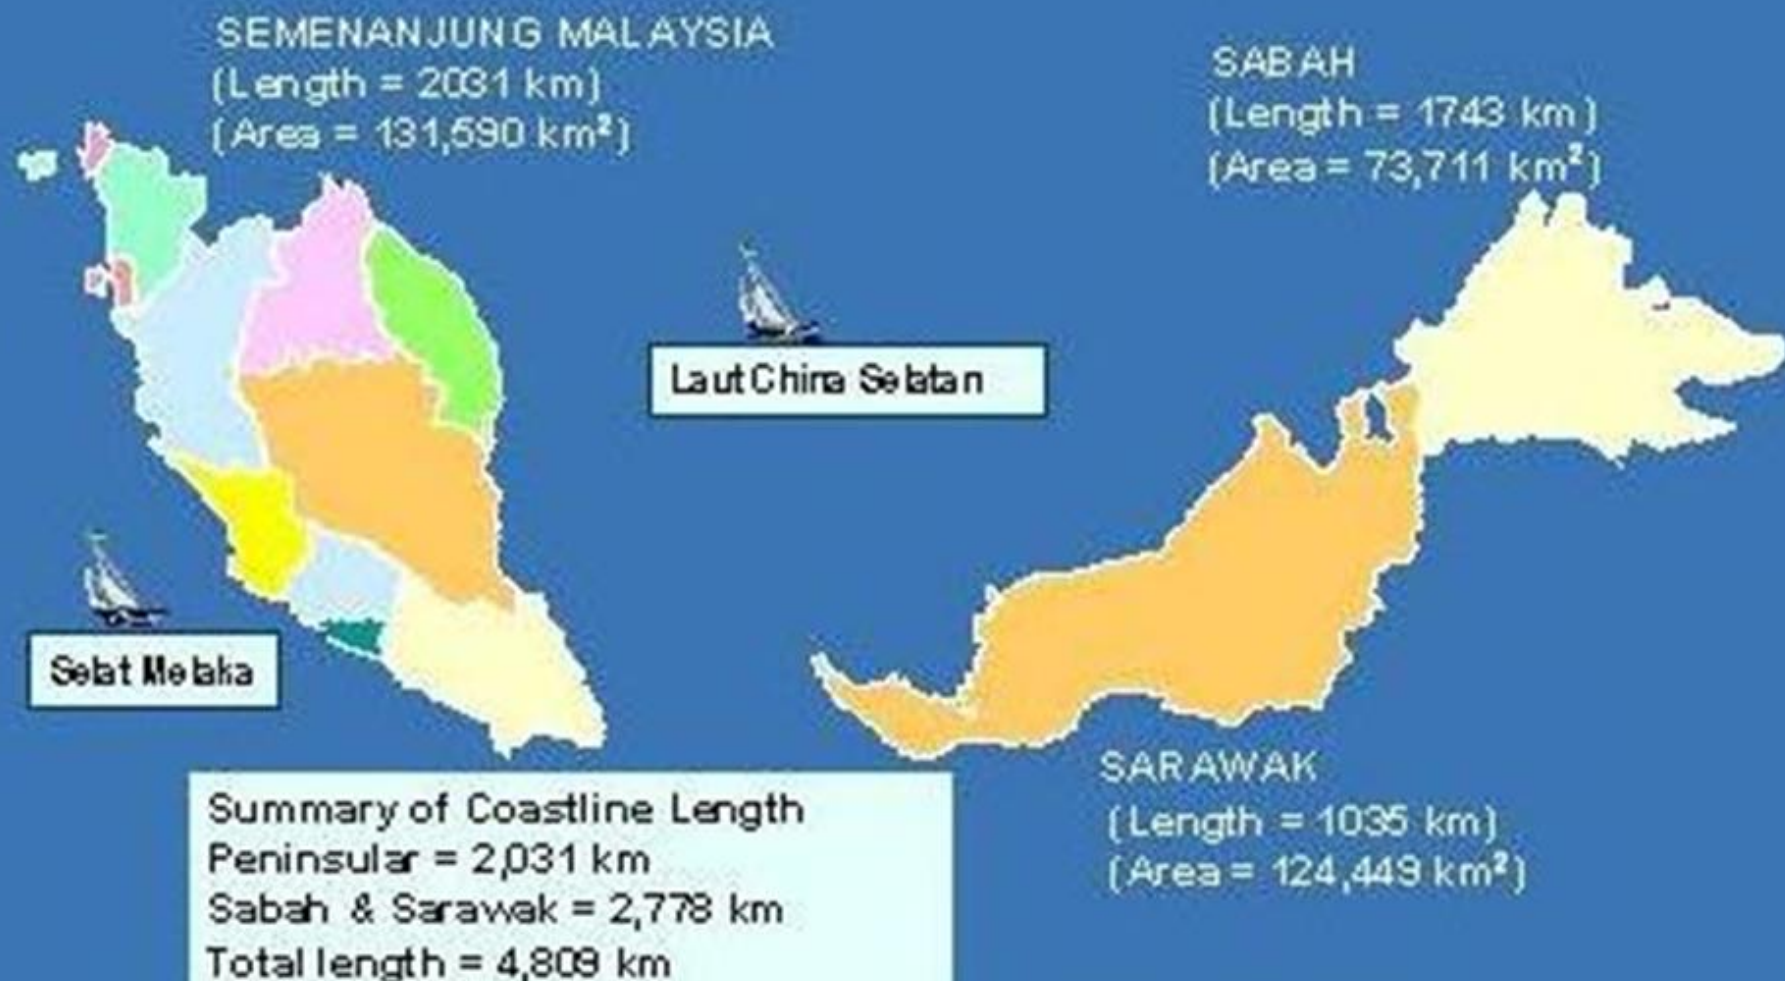 SEMENANJUNG MALAYSIA
(Length = 2031 km)
(Area = 131,590 km²)
SABAH
(Length = 1743 km)
(Area = 73,711 km²)
Laut China Selatan
Selat Melaka
SARAWAK
(Length = 1035 km)
(Area = 124,449 km²)
Summary of Coastline Length
Peninsular = 2,031 km
Sabah & Sarawak = 2,778 km
Total length = 4,809 km